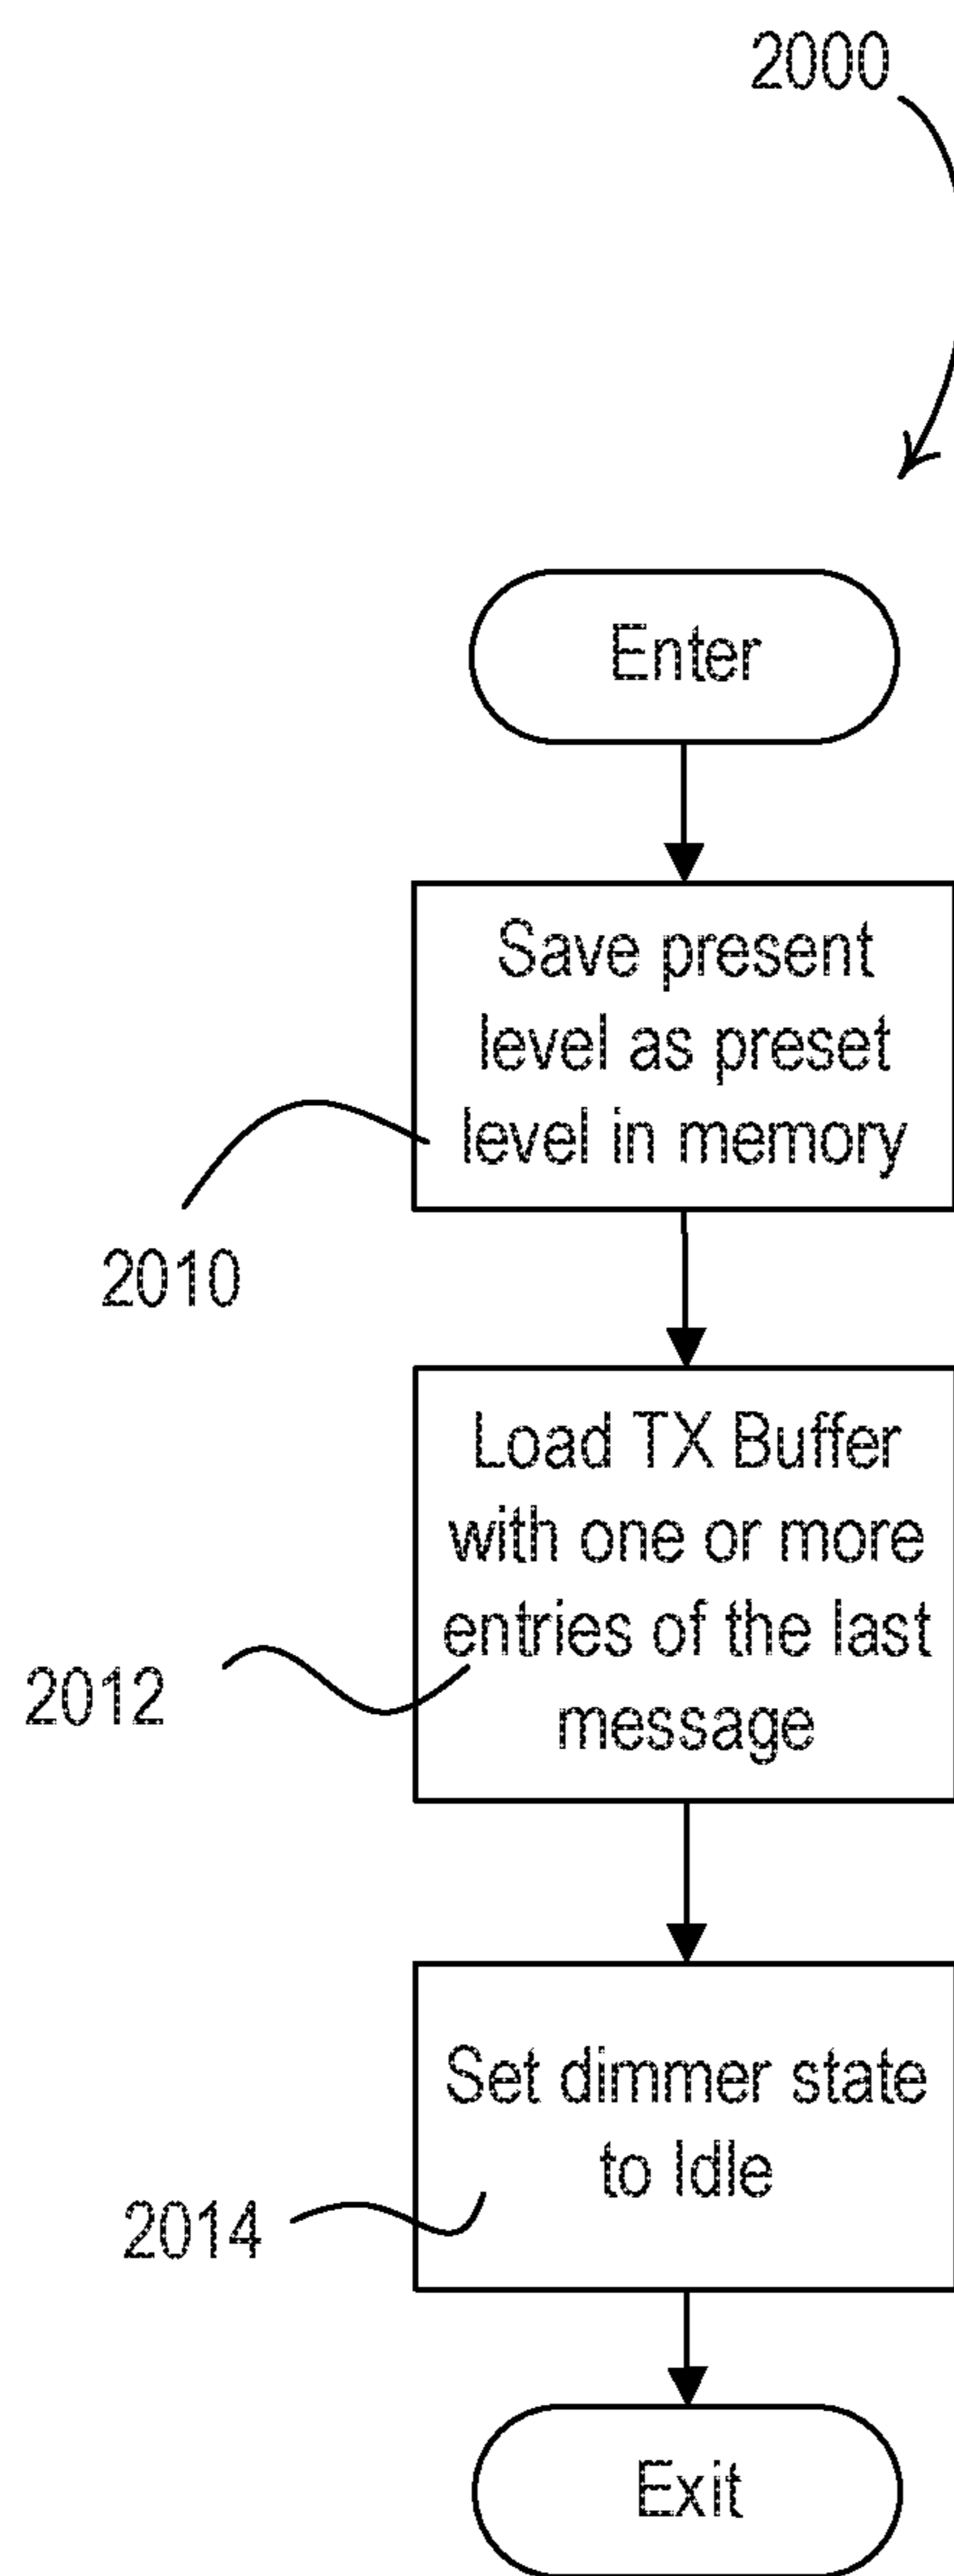 2000
Enter
Save present
level as preset
level in memory
2010
Load TX Buffer
with one or more
entries of the last
message
2012
Set dimmer state
to Idle
2014
Exit